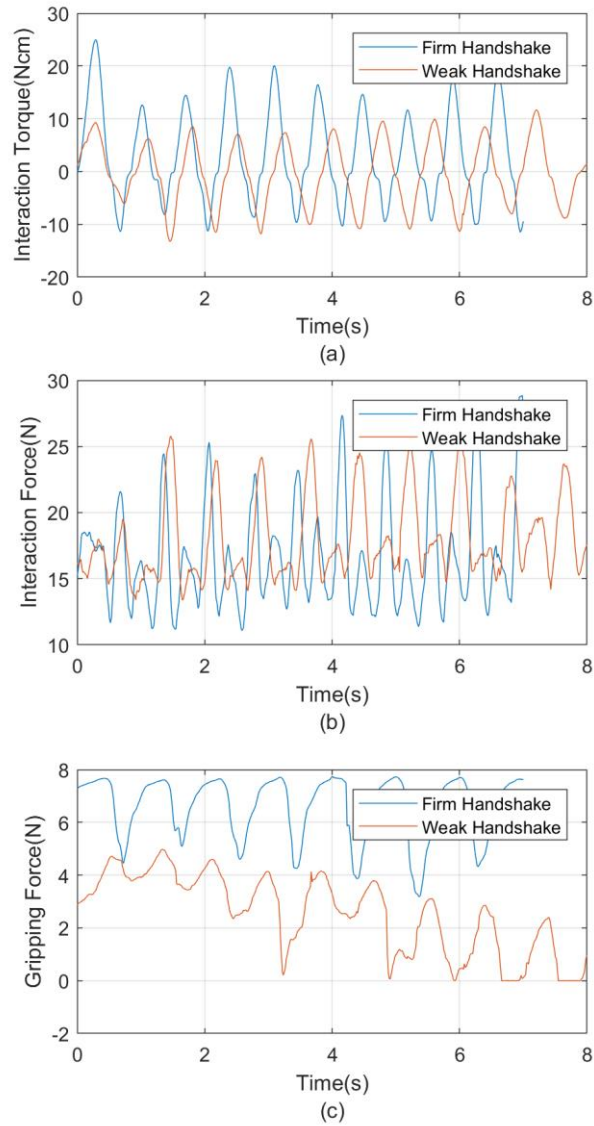 30
20
10
0
-10
-20
Interaction Torque(Ncm)
Firm Handshake
Weak Handshake
0 2 4 6 8
Time(s)
(a)
30
25
20
15
10
Interaction Force(N)
Firm Handshake
Weak Handshake
0 2 4 6 8
Time(s)
(b)
8
6
4
2
0
-2
Gripping Force(N)
Firm Handshake
Weak Handshake
0 2 4 6 8
Time(s)
(c)